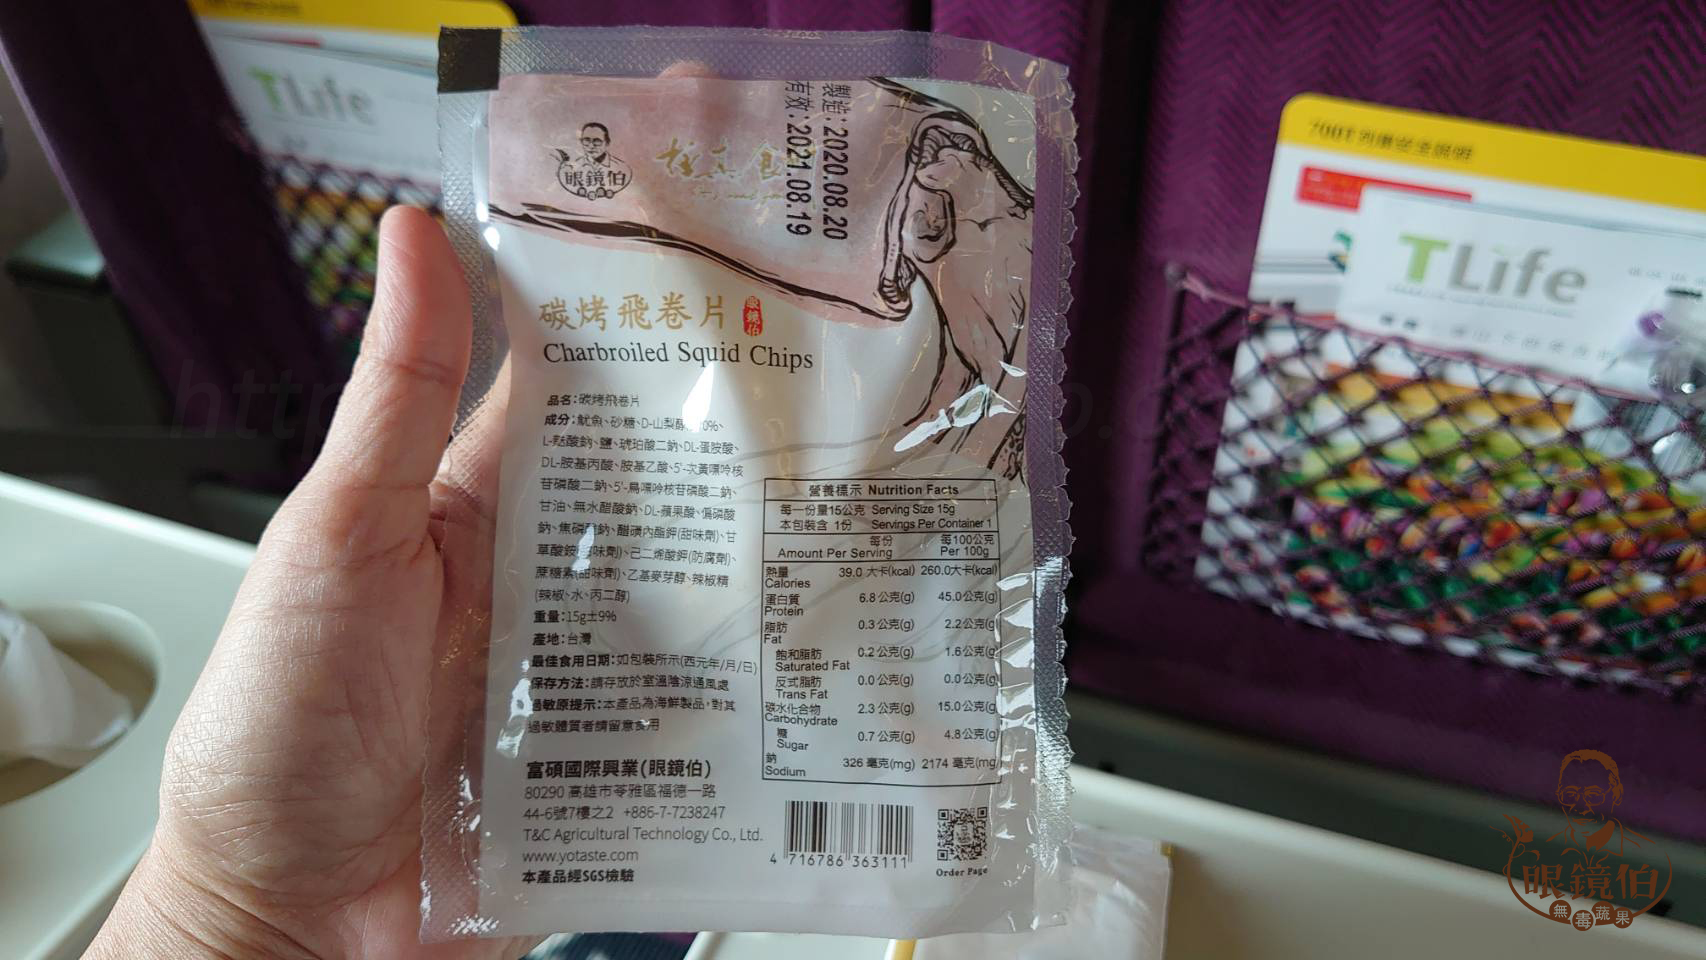 TLife
700T
TLife
製造:2020.08.20
有效:2021.08.19
眼鏡伯
碳烤飛卷片
眼鏡伯
Charbroiled Squid Chips
品名:碳烤飛卷片
成分:魷魚、砂糖、D-山梨醇 0%、
L-麩酸鈉、鹽、琥珀酸二鈉、DL-蛋胺酸、
DL-胺基丙酸、胺基乙酸、5'-次黃嘌呤核
苷磷酸二鈉、5'-鳥嘌呤核苷磷酸二鈉、
甘油、無水醋酸鈉、DL-蘋果酸、偏磷酸
鈉、焦磷酸鈉、醋磺內酯鉀(甜味劑)、甘
草酸銨(甜味劑)、己二烯酸鉀(防腐劑)、
蔗糖素(甜味劑)、乙基麥芽醇、辣椒精
(辣椒、水、丙二醇)
重量:15g±9%
產地:台灣
最佳食用日期:如包裝所示(西元年/月/日)
保存方法:請存放於室溫陰涼通風處
過敏原提示:本產品為海鮮製品,對其
過敏體質者請留意食用
富碩國際興業(眼鏡伯)
80290 高雄市苓雅區福德一路
44-6號7樓之2 +886-7-7238247
T&C Agricultural Technology Co., Ltd.
www.yotaste.com
本產品經SGS檢驗
營養標示 Nutrition Facts
每一份量15公克 Serving Size 15g
本包裝含 1份 Servings Per Container 1
每份 每100公克
Amount Per Serving Per 100g
熱量 39.0 大卡(kcal) 260.0大卡(kcal)
Calories
蛋白質 6.8 公克(g) 45.0公克(g)
Protein
脂肪 0.3 公克(g) 2.2公克(g)
Fat
飽和脂肪 0.2 公克(g) 1.6公克(g)
Saturated Fat
反式脂肪 0.0 公克(g) 0.0公克(g)
Trans Fat
碳水化合物 2.3 公克(g) 15.0公克(g)
Carbohydrate
糖 0.7 公克(g) 4.8公克(g)
Sugar
鈉 326 毫克(mg) 2174 毫克(mg)
Sodium
4 716786 363111
Order Page
眼鏡伯
無毒蔬果